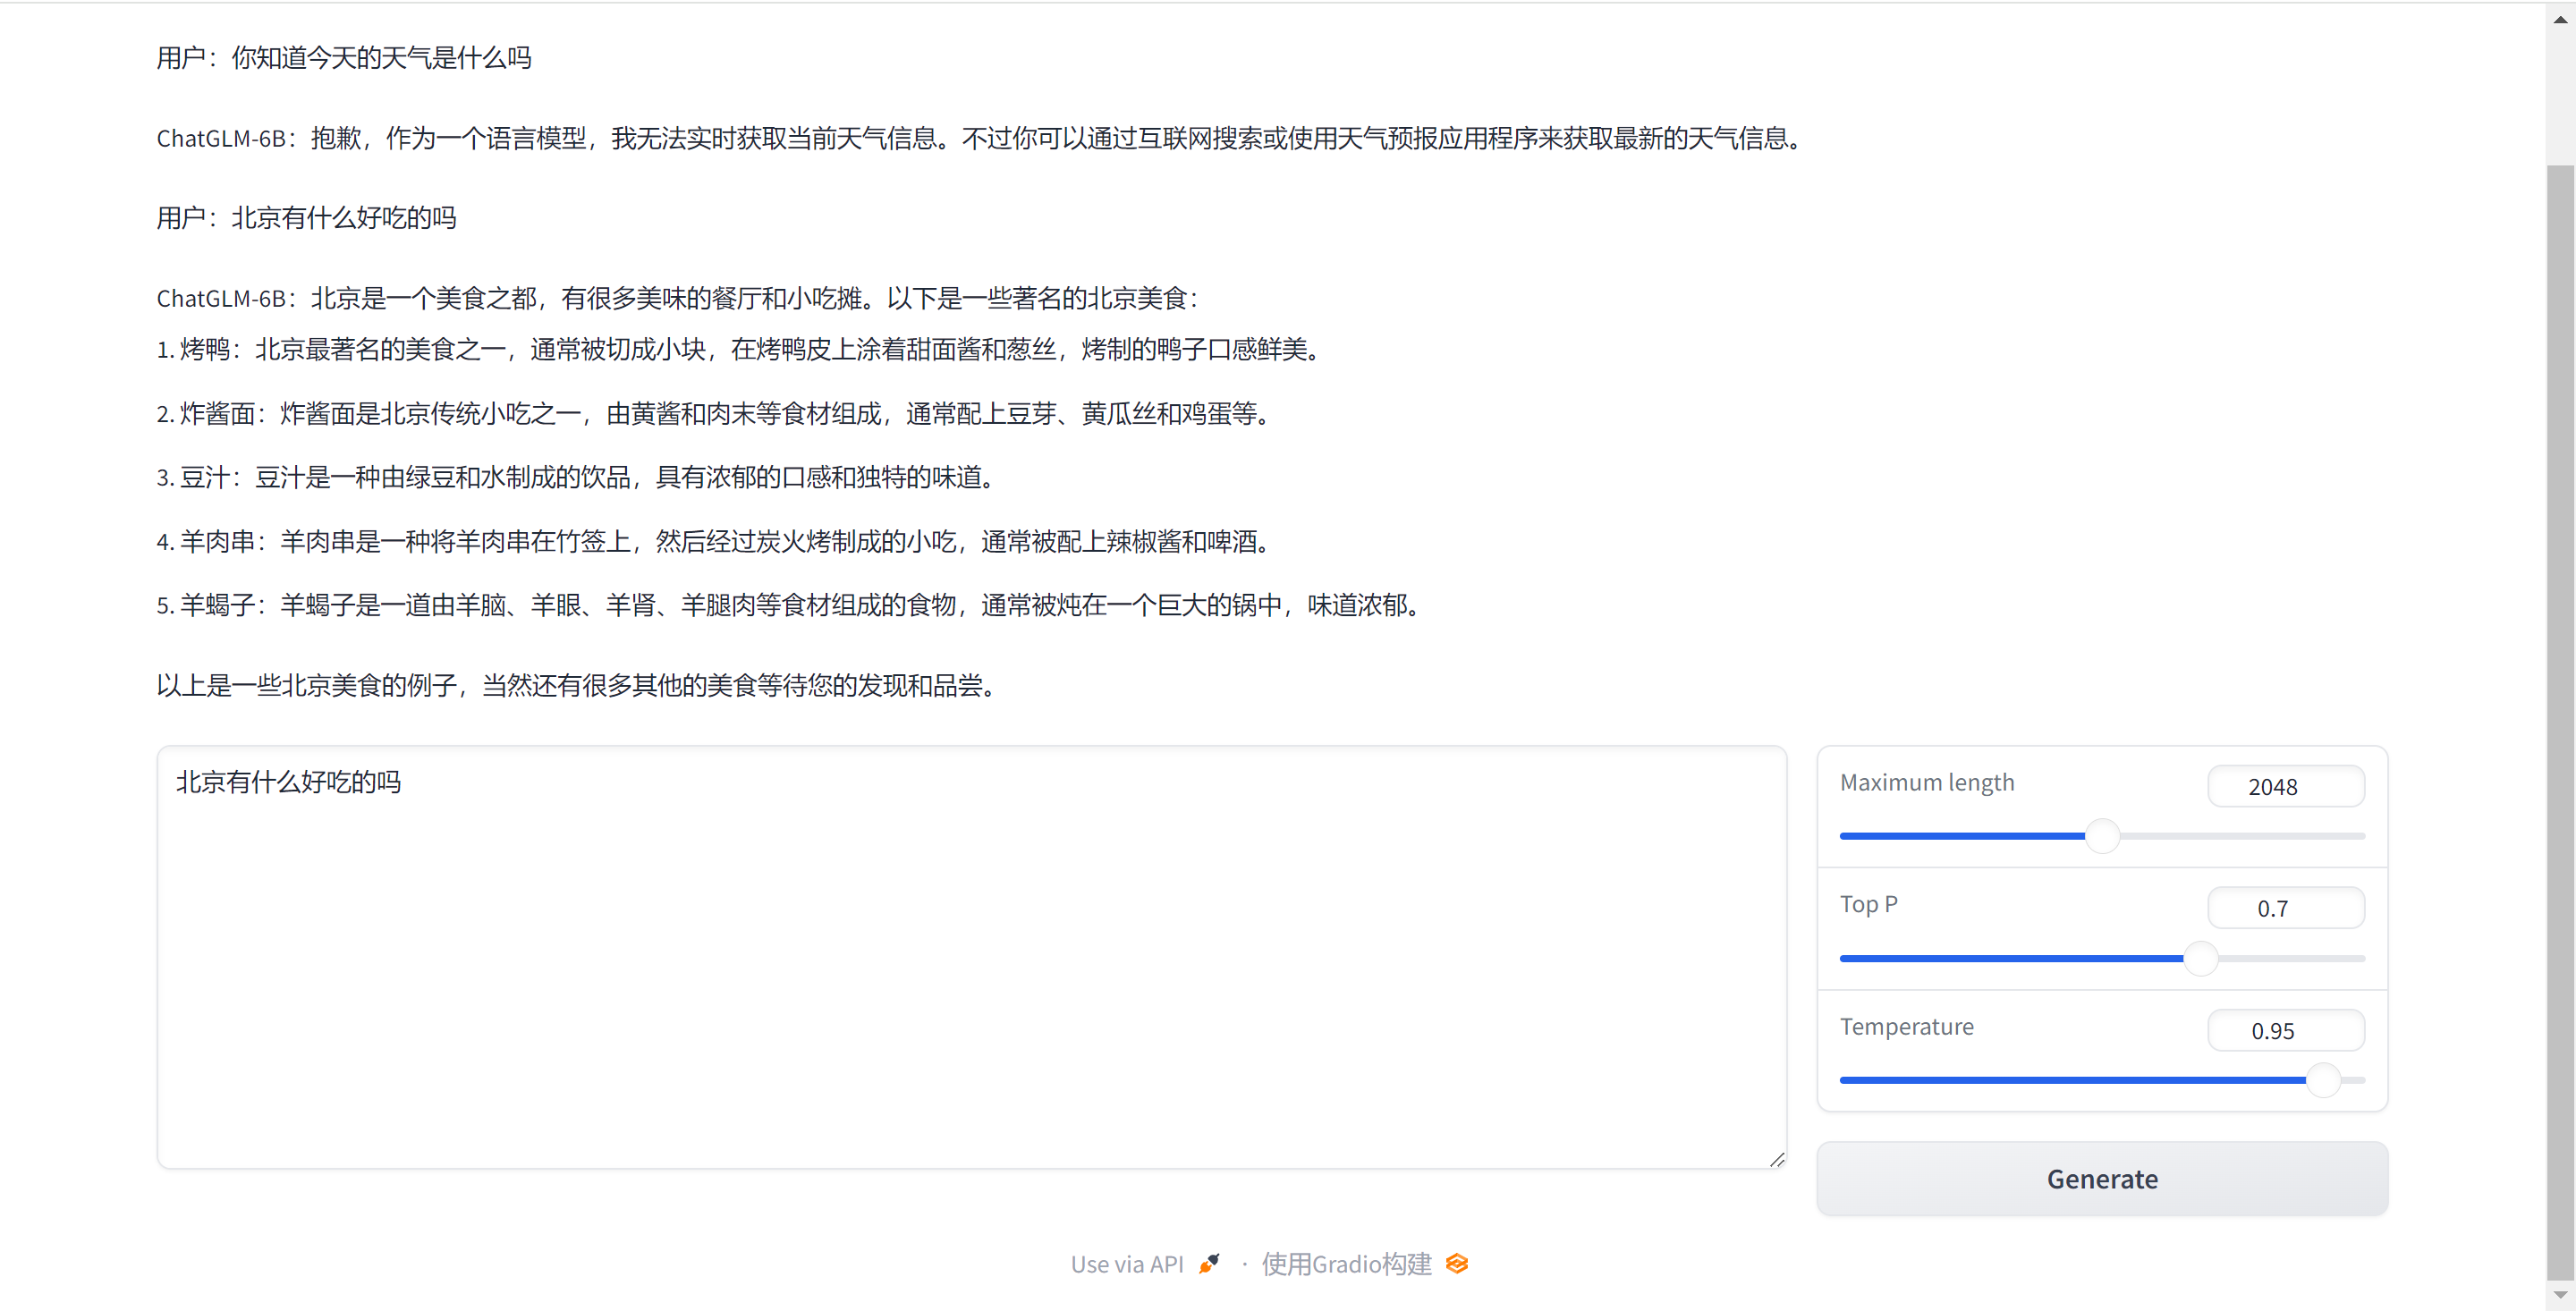 用户：你知道今天的天气是什么吗
ChatGLM-6B：抱歉，作为一个语言模型，我无法实时获取当前天气信息。不过你可以通过互联网搜索或使用天气预报应用程序来获取最新的天气信息。
用户：北京有什么好吃的吗
ChatGLM-6B：北京是一个美食之都，有很多美味的餐厅和小吃摊。以下是一些著名的北京美食：
1. 烤鸭：北京最著名的美食之一，通常被切成小块，在烤鸭皮上涂着甜面酱和葱丝，烤制的鸭子口感鲜美。
2. 炸酱面：炸酱面是北京传统小吃之一，由黄酱和肉末等食材组成，通常配上豆芽、黄瓜丝和鸡蛋等。
3. 豆汁：豆汁是一种由绿豆和水制成的饮品，具有浓郁的口感和独特的味道。
4. 羊肉串：羊肉串是一种将羊肉串在竹签上，然后经过炭火烤制成的小吃，通常被配上辣椒酱和啤酒。
5. 羊蝎子：羊蝎子是一道由羊脑、羊眼、羊肾、羊腿肉等食材组成的食物，通常被炖在一个巨大的锅中，味道浓郁。
以上是一些北京美食的例子，当然还有很多其他的美食等待您的发现和品尝。
北京有什么好吃的吗
Maximum length 2048
Top P 0.7
Temperature 0.95
Generate
Use via API · 使用Gradio构建